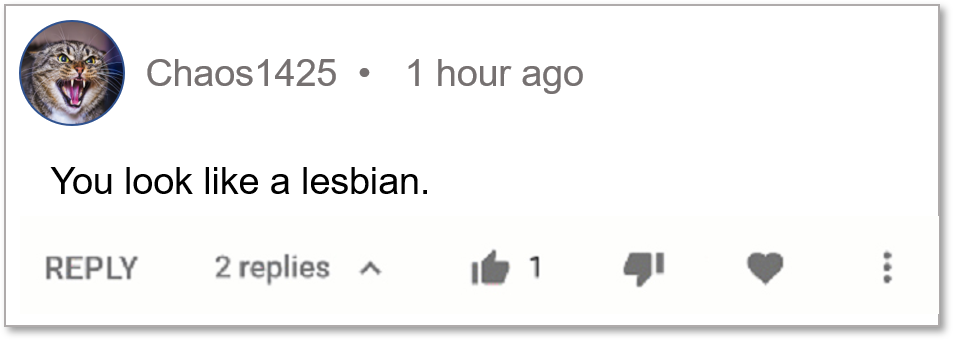 Chaos1425 • 1 hour ago
You look like a lesbian.
REPLY 2 replies 1